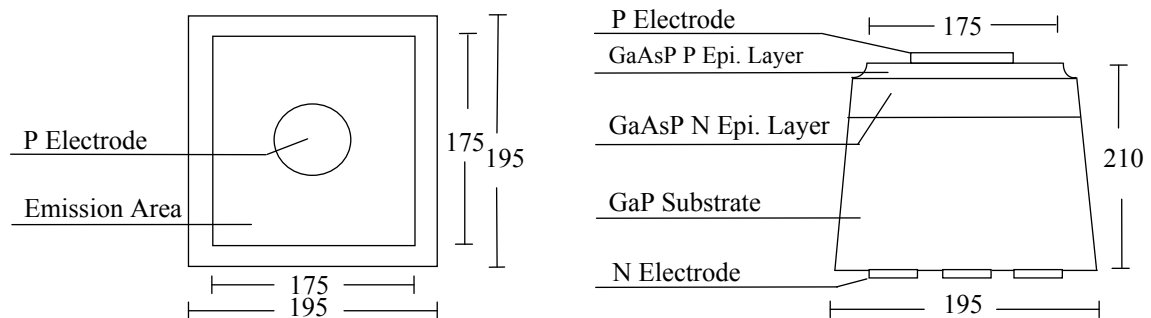 P Electrode
Emission Area
175
195
175
195
P Electrode
175
GaAsP P Epi. Layer
GaAsP N Epi. Layer
210
GaP Substrate
N Electrode
195